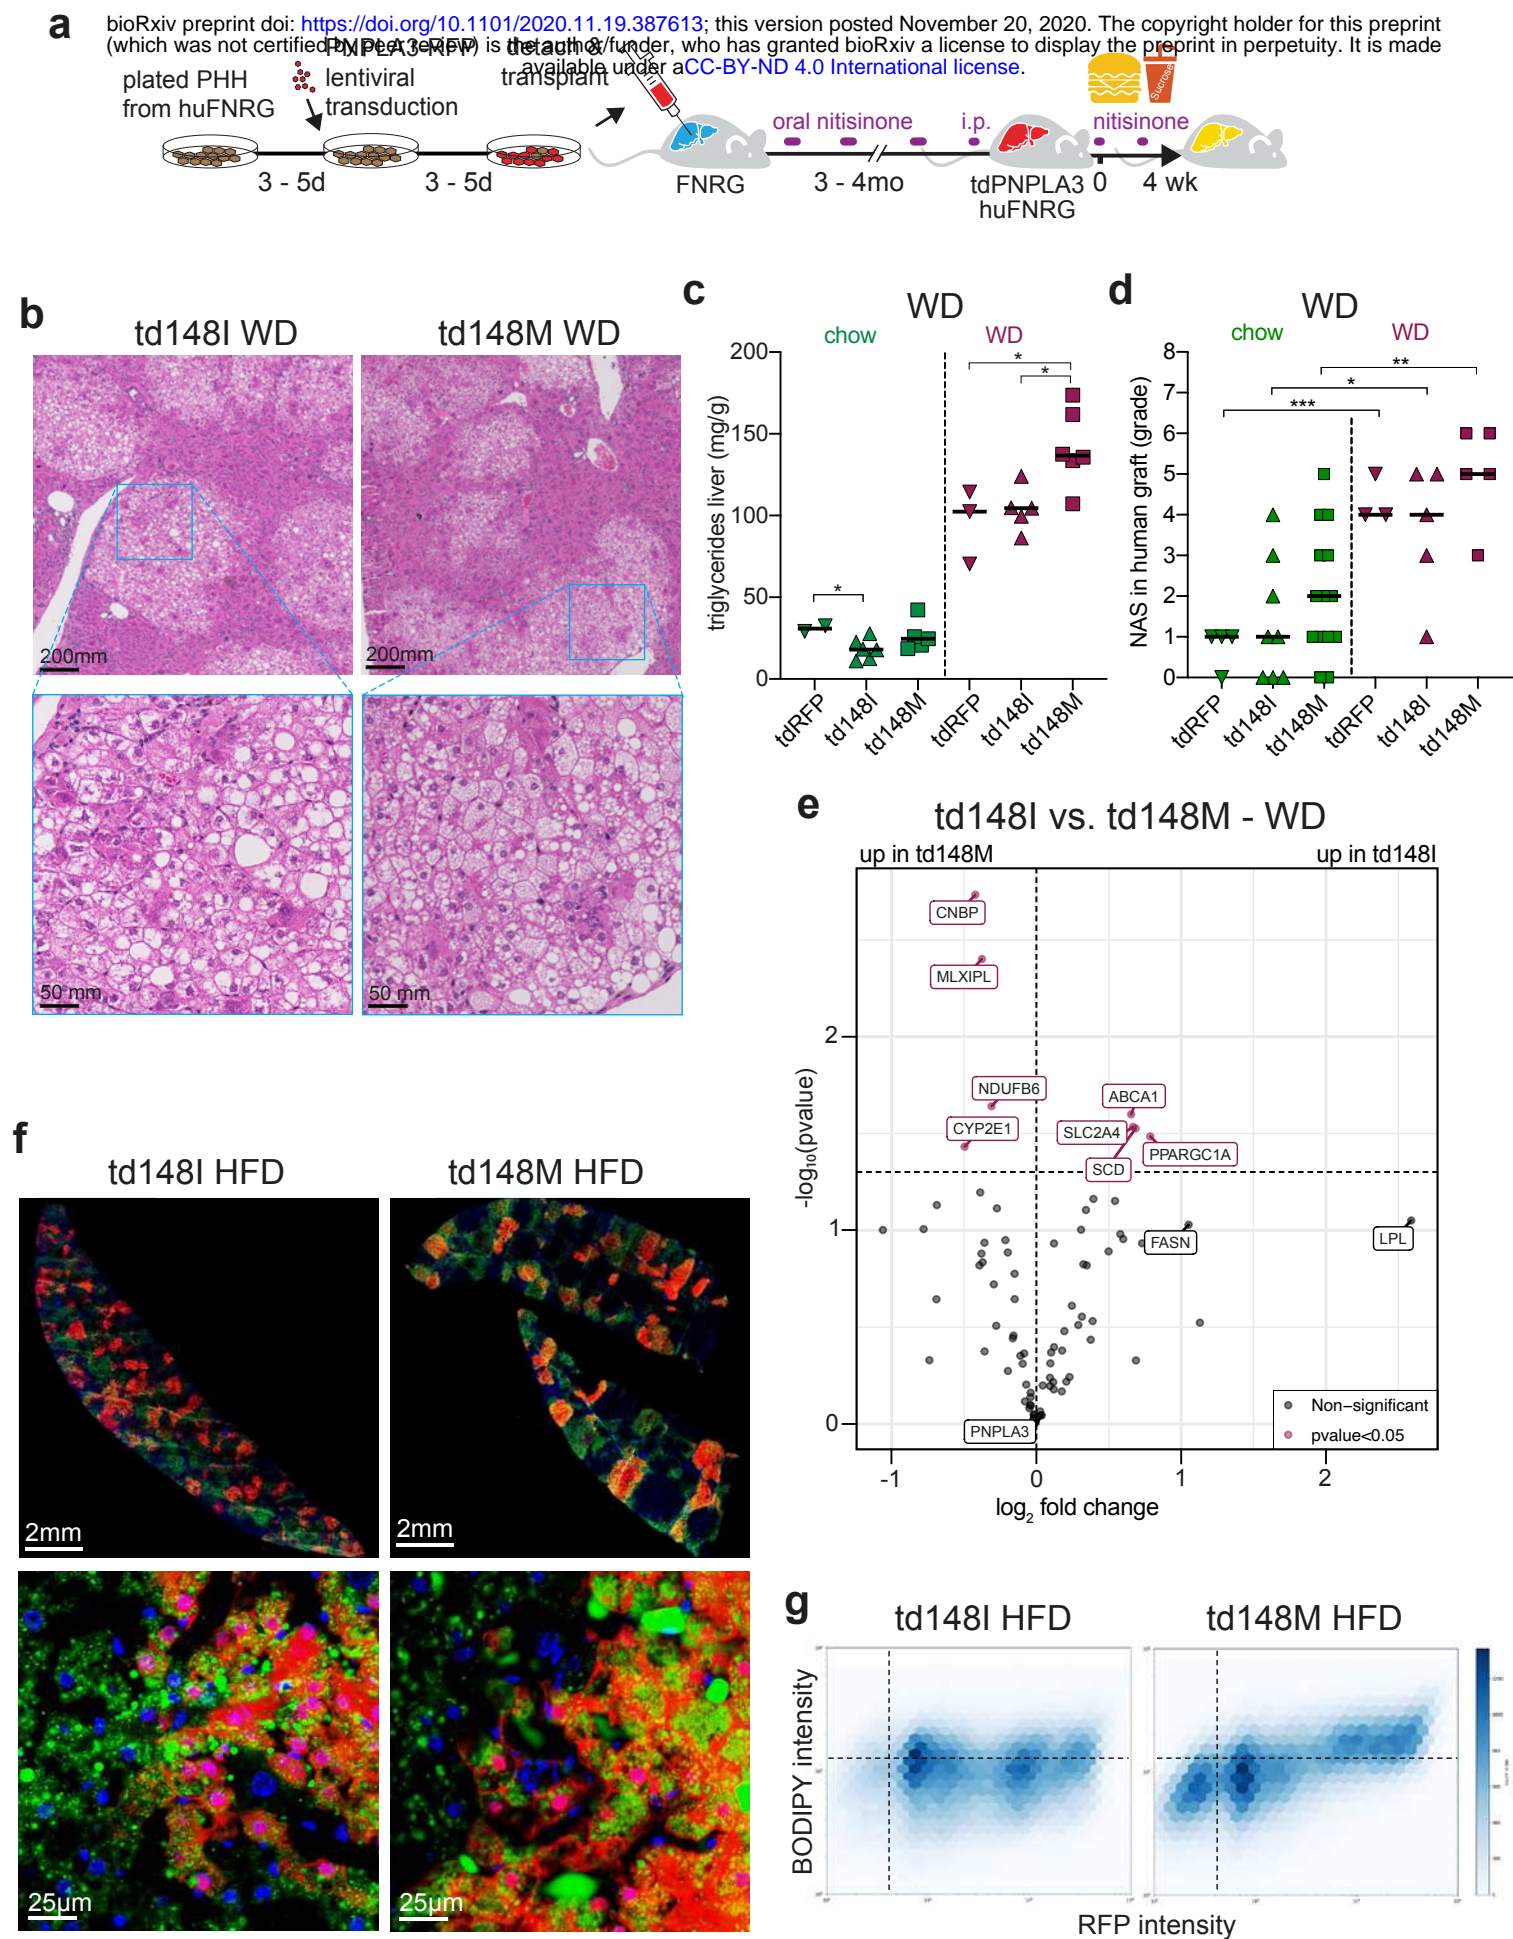 a
bioRxiv preprint doi: https://doi.org/10.1101/2020.11.19.387613; this version posted November 20, 2020. The copyright holder for this preprint
(which was not certified by peer review) is the author/funder, who has granted bioRxiv a license to display the preprint in perpetuity. It is made
available under aCC-BY-ND 4.0 International license.
plated PHH
from huFNRG
PNPLA3-RFP
lentiviral
transduction
detach &
transplant
Sucrose
oral nitisinone
i.p.
nitisinone
3 - 5d
3 - 5d
FNRG
3 - 4mo
tdPNPLA3
huFNRG
0
4 wk
b
td148I WD
td148M WD
200mm
200mm
50 mm
50 mm
c
WD
chow
WD
triglycerides liver (mg/g)
200
150
100
50
0
*
*
*
tdRFP
td148I
td148M
tdRFP
td148I
td148M
d
WD
chow
WD
NAS in human graft (grade)
8
7
6
5
4
3
2
1
0
**
*
***
tdRFP
td148I
td148M
tdRFP
td148I
td148M
e
td148I vs. td148M - WD
up in td148M
up in td148I
CNBP
MLXIPL
NDUFB6
CYP2E1
ABCA1
SLC2A4
PPARGC1A
SCD
FASN
LPL
PNPLA3
Non-significant
pvalue<0.05
-log10(pvalue)
2
1
0
-1
0
1
2
log2 fold change
f
td148I HFD
td148M HFD
2mm
2mm
25µm
25µm
g
td148I HFD
td148M HFD
BODIPY intensity
RFP intensity